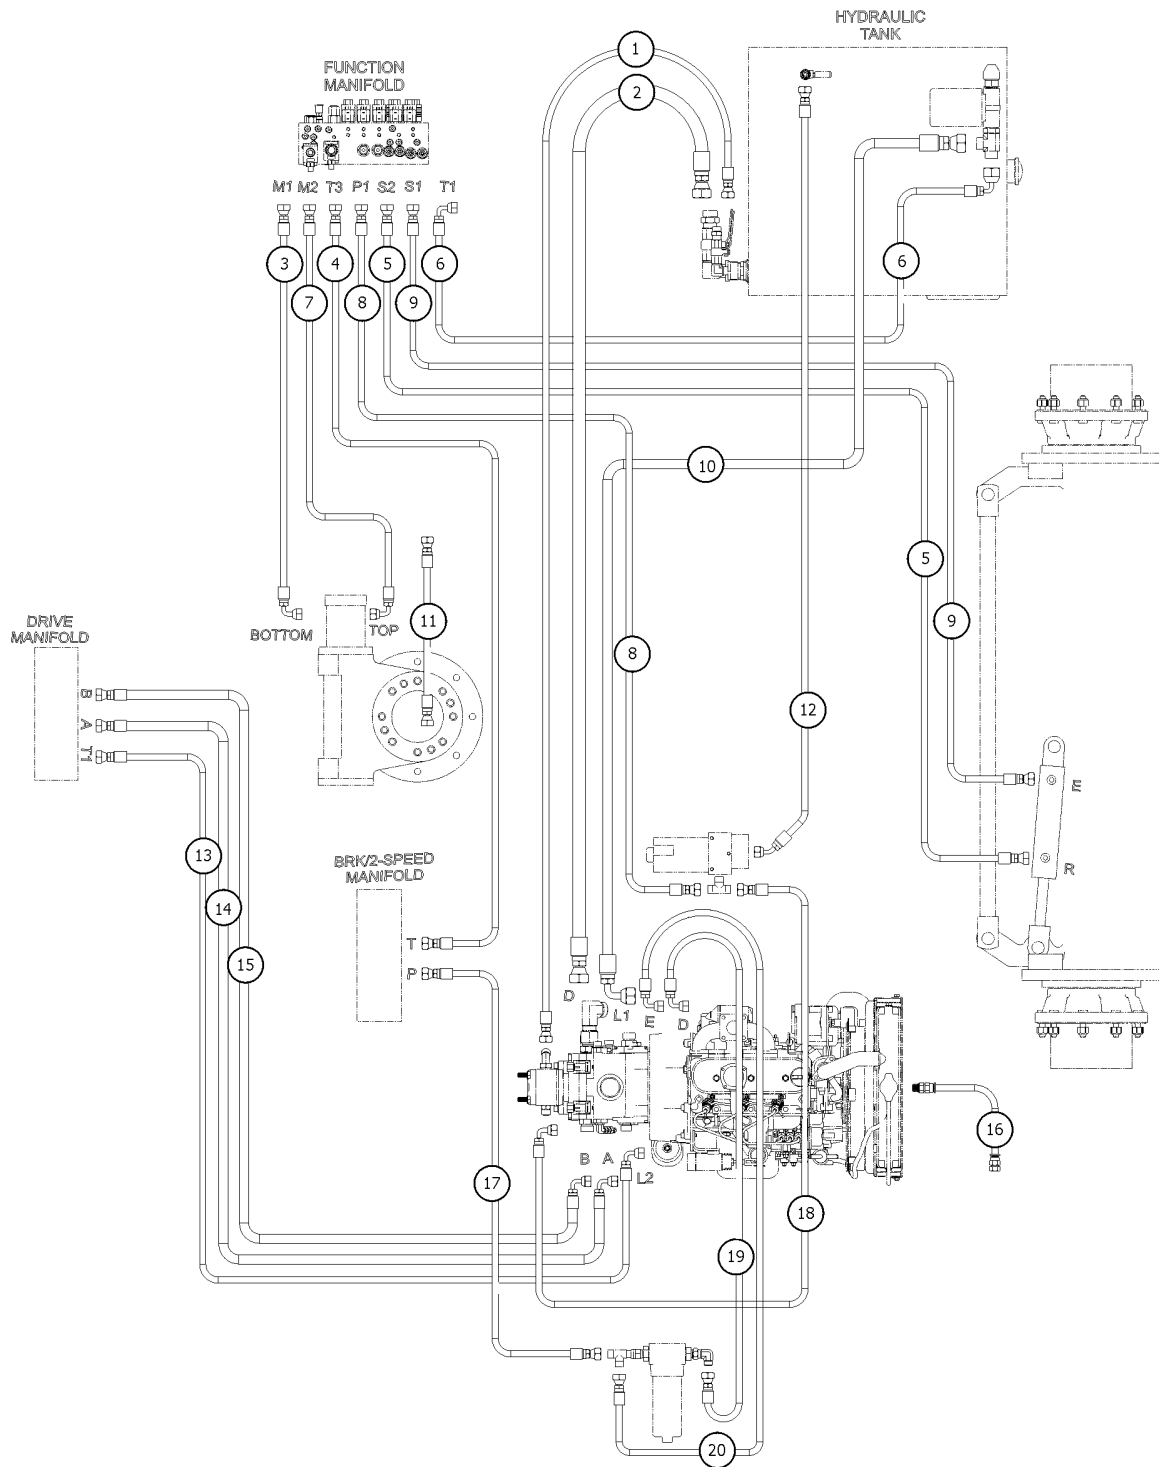 HYDRAULIC
TANK
1
FUNCTION
MANIFOLD
2
M1 M2 T3 P1 S2 S1 T1
3
4
5
6
6
7
8
9
10
5
11
9
BOTTOM
TOP
DRIVE
MANIFOLD
8
B
A
T1
12
E
13
BRK/2-SPEED
MANIFOLD
R
14
T
15
P
D
L1
E
D
16
B
A
L2
17
18
19
20